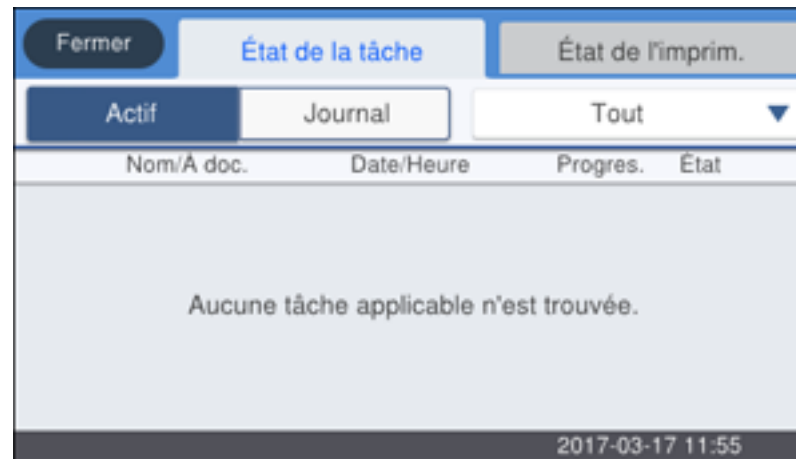 Fermer État de la tâche État de l'imprim.
Actif Journal Tout
Nom/À doc. Date/Heure Progres. État
Aucune tâche applicable n'est trouvée.
2017-03-17 11:55